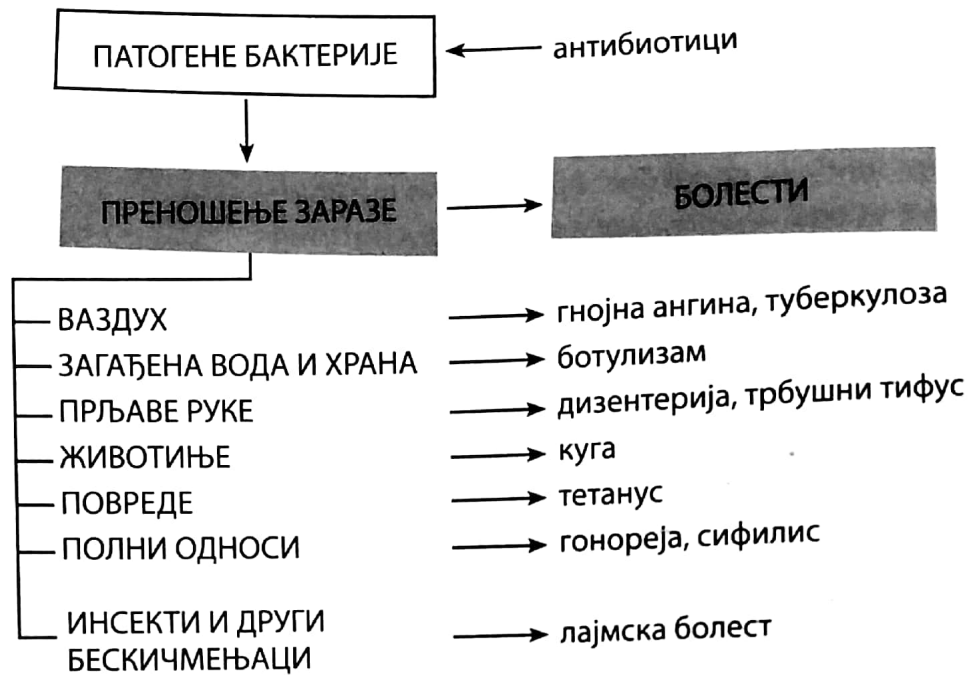 ПАТОГЕНЕ БАКТЕРИЈЕ
антибиотици
ПРЕНОШЕЊЕ ЗАРАЗЕ
БОЛЕСТИ
ВАЗДУХ
гнојна ангина, туберкулоза
ЗАГАЂЕНА ВОДА И ХРАНА
ботулизам
ПРЉАВЕ РУКЕ
дизентерија, трбушни тифус
ЖИВОТИЊЕ
куга
ПОВРЕДЕ
тетанус
ПОЛНИ ОДНОСИ
гонореја, сифилис
ИНСЕКТИ И ДРУГИ
БЕСКИЧМЕЊАЦИ
лајмска болест